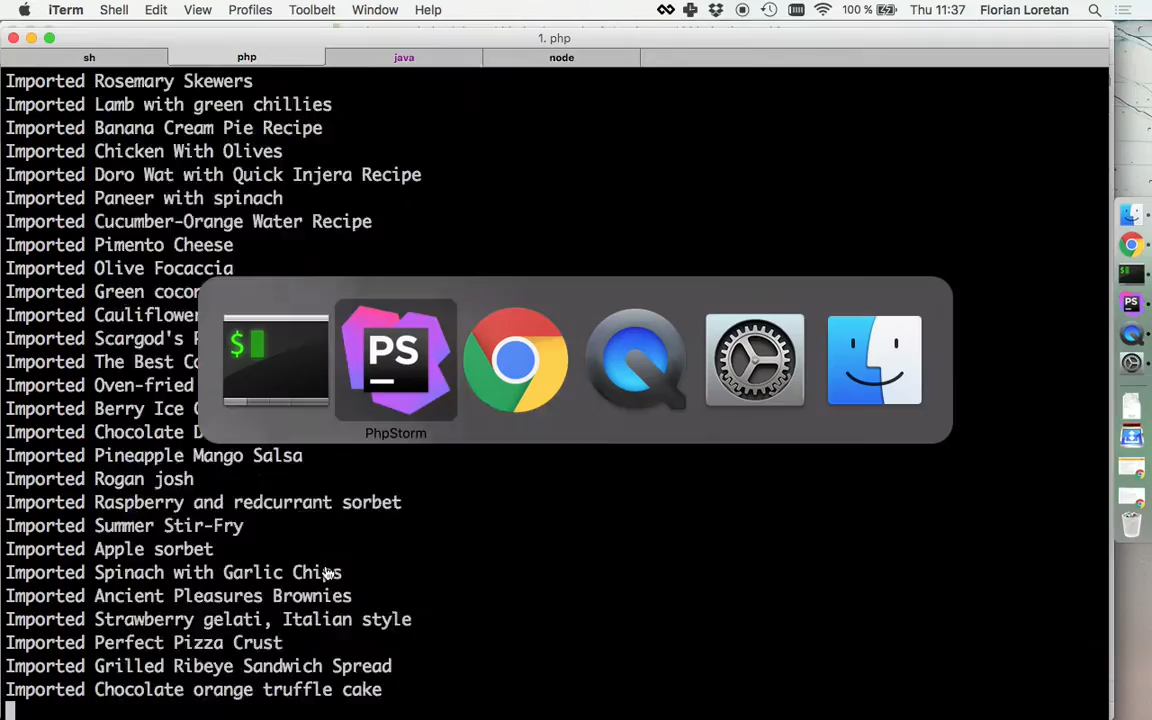 iTerm Shell Edit View Profiles Toolbelt Window Help 100 % Thu 11:37 Florian Loretan
1. php
sh php java node
Imported Rosemary Skewers
Imported Lamb with green chillies
Imported Banana Cream Pie Recipe
Imported Chicken With Olives
Imported Doro Wat with Quick Injera Recipe
Imported Paneer with spinach
Imported Cucumber-Orange Water Recipe
Imported Pimento Cheese
Imported Olive Focaccia
Imported Green
Imported Cauliflower
Imported Scargod's
Imported The Best
Imported Oven-fried
Imported Berry Ice
Imported Chocolate
Imported Pineapple Mango Salsa
Imported Rogan josh
Imported Raspberry and redcurrant sorbet
Imported Summer Stir-Fry
Imported Apple sorbet
Imported Spinach with Garlic Chips
Imported Ancient Pleasures Brownies
Imported Strawberry gelati, Italian style
Imported Perfect Pizza Crust
Imported Grilled Ribeye Sandwich Spread
Imported Chocolate orange truffle cake
$
PS
PhpStorm
$
PS